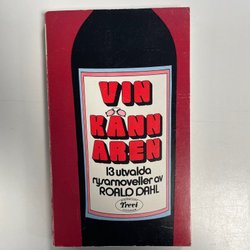 VIN
KÄNN
AREN
13 utvalda
rysarnoveller av
ROALD DAHL
Trevi